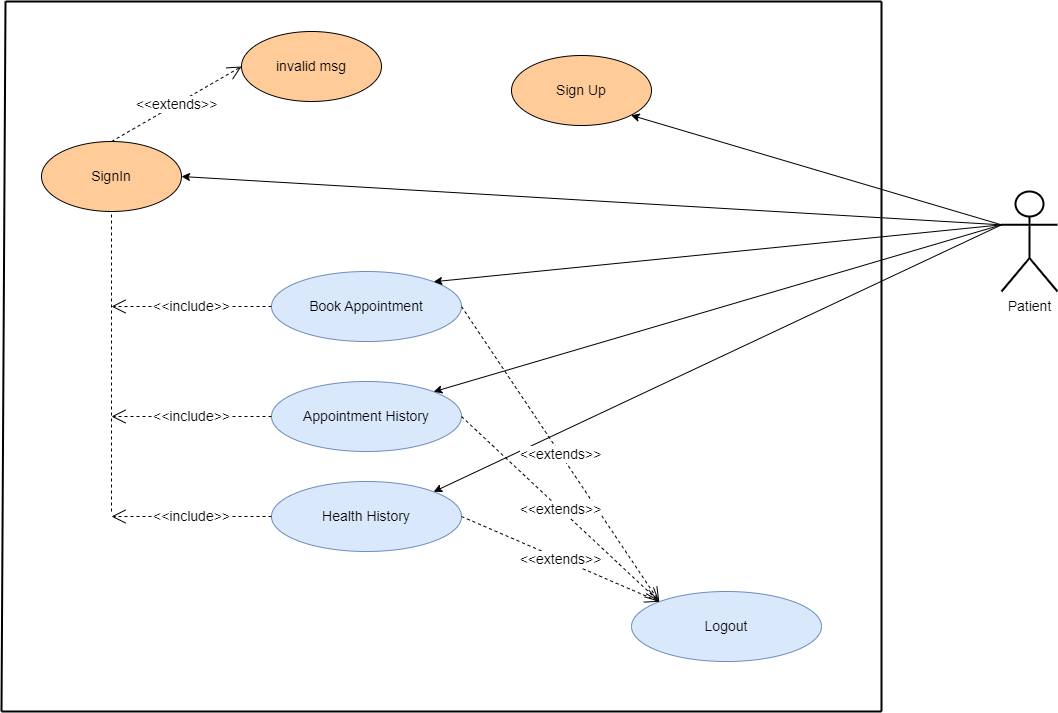 invalid msg
Sign Up
<<extends>>
SignIn
Patient
<<include>>
Book Appointment
<<include>>
Appointment History
<<extends>>
<<extends>>
<<include>>
Health History
<<extends>>
Logout